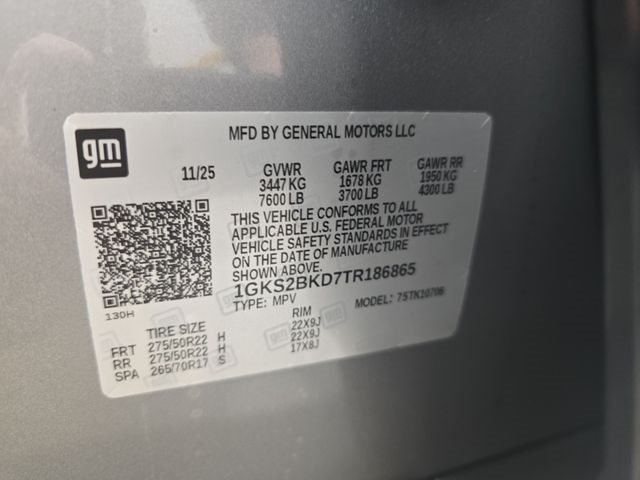 gm
MFD BY GENERAL MOTORS LLC
11/25 GVWR GAWR FRT GAWR RR
3447 KG 1678 KG 1950 KG
7600 LB 3700 LB 4300 LB
THIS VEHICLE CONFORMS TO ALL
APPLICABLE U.S. FEDERAL MOTOR
VEHICLE SAFETY STANDARDS IN EFFECT
ON THE DATE OF MANUFACTURE
SHOWN ABOVE.
1GKS2BKD7TR186865
TYPE: MPV MODEL: 7STK10706
130H
TIRE SIZE RIM
FRT 275/50R22 H 22X9J
RR 275/50R22 H 22X9J
SPA 265/70R17 S 17X8J